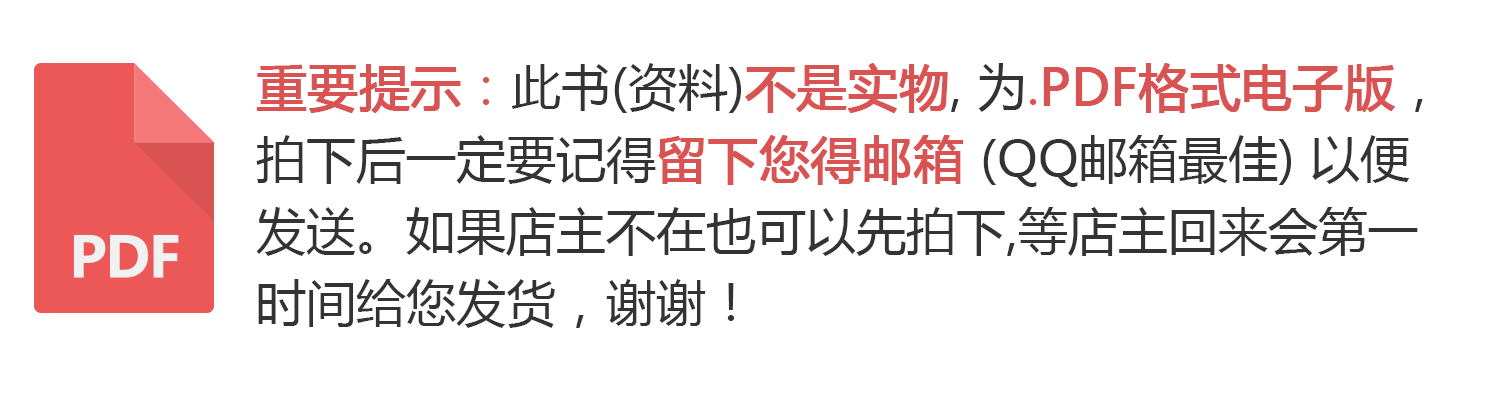 PDF
重要提示：此书(资料)不是实物, 为.PDF格式电子版，
拍下后一定要记得留下您得邮箱 (QQ邮箱最佳) 以便
发送。如果店主不在也可以先拍下,等店主回来会第一
时间给您发货，谢谢！